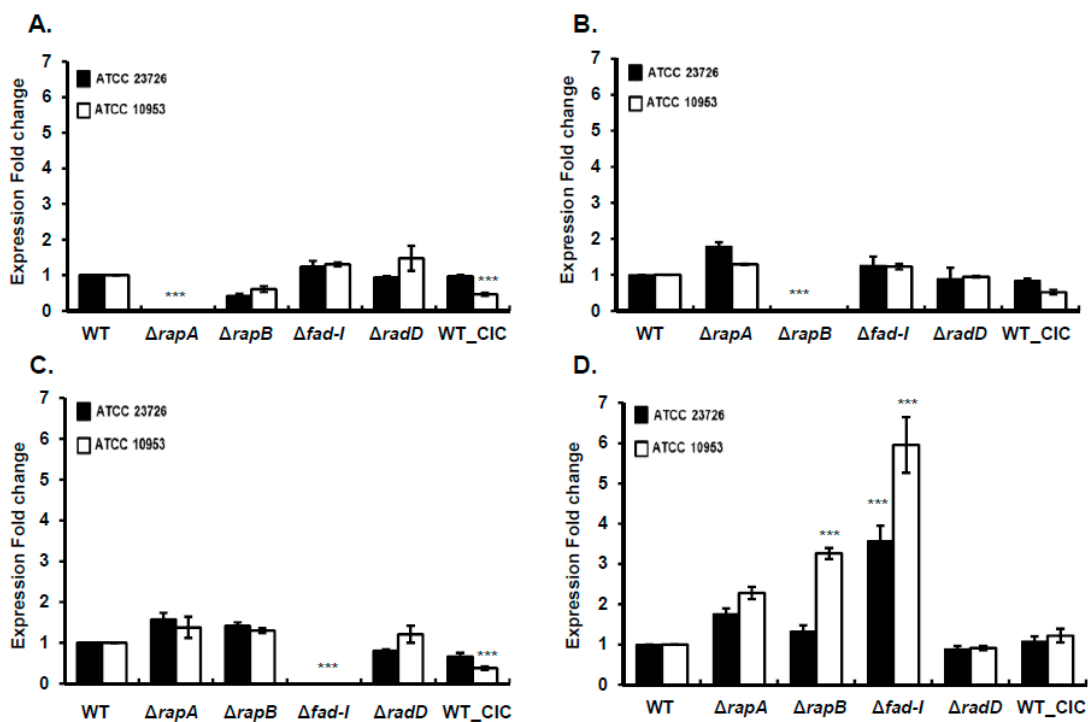 A.
Expression Fold change
7
6
5
4
3
2
1
0
ATCC 23726
ATCC 10953
***
***
WT ΔrapA ΔrapB Δfad-I ΔradD WT_CIC
B.
Expression Fold change
7
6
5
4
3
2
1
0
ATCC 23726
ATCC 10953
***
WT ΔrapA ΔrapB Δfad-I ΔradD WT_CIC
C.
Expression Fold change
7
6
5
4
3
2
1
0
ATCC 23726
ATCC 10953
***
***
WT ΔrapA ΔrapB Δfad-I ΔradD WT_CIC
D.
Expression Fold change
7
6
5
4
3
2
1
0
ATCC 23726
ATCC 10953
***
***
***
WT ΔrapA ΔrapB Δfad-I ΔradD WT_CIC